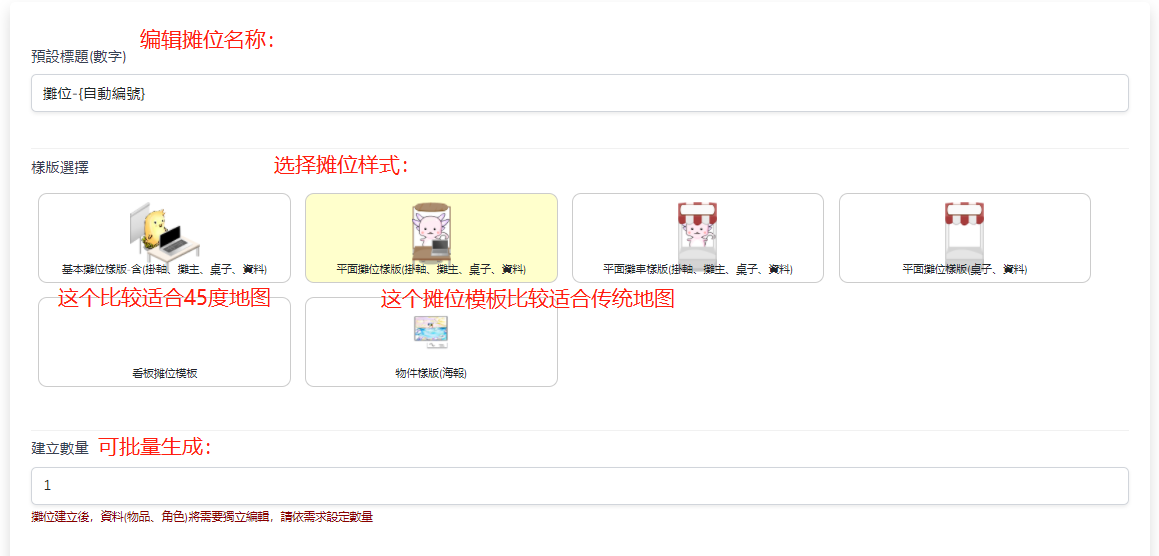 编辑摊位名称：
預設標題(數字)
攤位-{自動編號}
樣版選擇
选择摊位样式：
基本攤位樣版-含(掛軸、攤主、桌子、資料)
平面攤位樣版(掛軸、攤主、桌子、資料)
平面攤車樣版(掛軸、攤主、桌子、資料)
平面攤位樣版(桌子、資料)
这个比较适合45度地图
这个摊位模板比较适合传统地图
看板攤位模板
物件樣版(海報)
建立數量
可批量生成：
1
攤位建立後，資料(物品、角色)將需要獨立編輯，請依需求設定數量